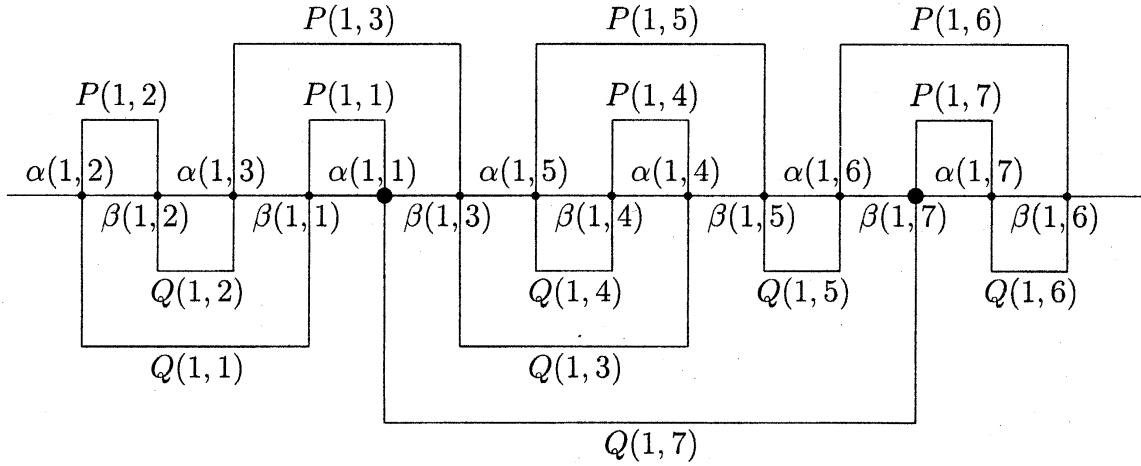 P(1,3) P(1,5) P(1,6)
P(1,2) P(1,1) P(1,4) P(1,7)
α(1,2) α(1,3) α(1,1) α(1,5) α(1,4) α(1,6) α(1,7)
β(1,2) β(1,1) β(1,3) β(1,4) β(1,5) β(1,7) β(1,6)
Q(1,2) Q(1,4) Q(1,5) Q(1,6)
Q(1,1) Q(1,3)
Q(1,7)